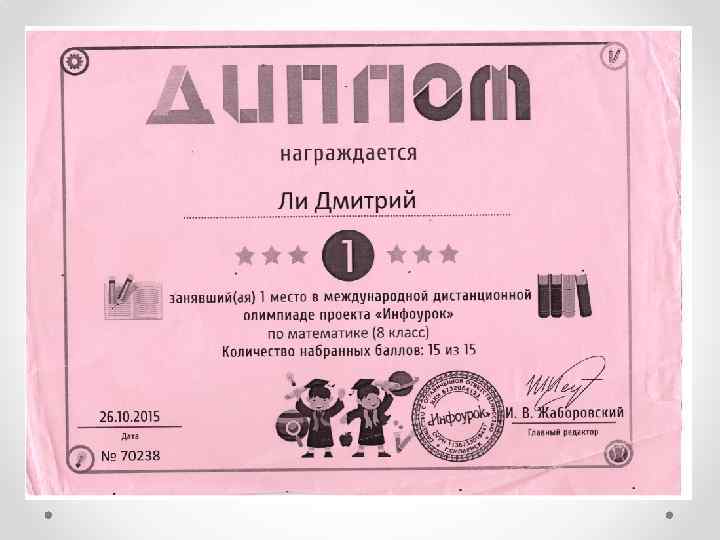 ДИПЛОМ
награждается
Ли Дмитрий
1
занявший(ая) 1 место в международной дистанционной
олимпиаде проекта «Инфоурок»
по математике (8 класс)
Количество набранных баллов: 15 из 15
26.10.2015
Дата
№ 70238
«Инфоурок»
И. В. Жаборовский
Главный редактор